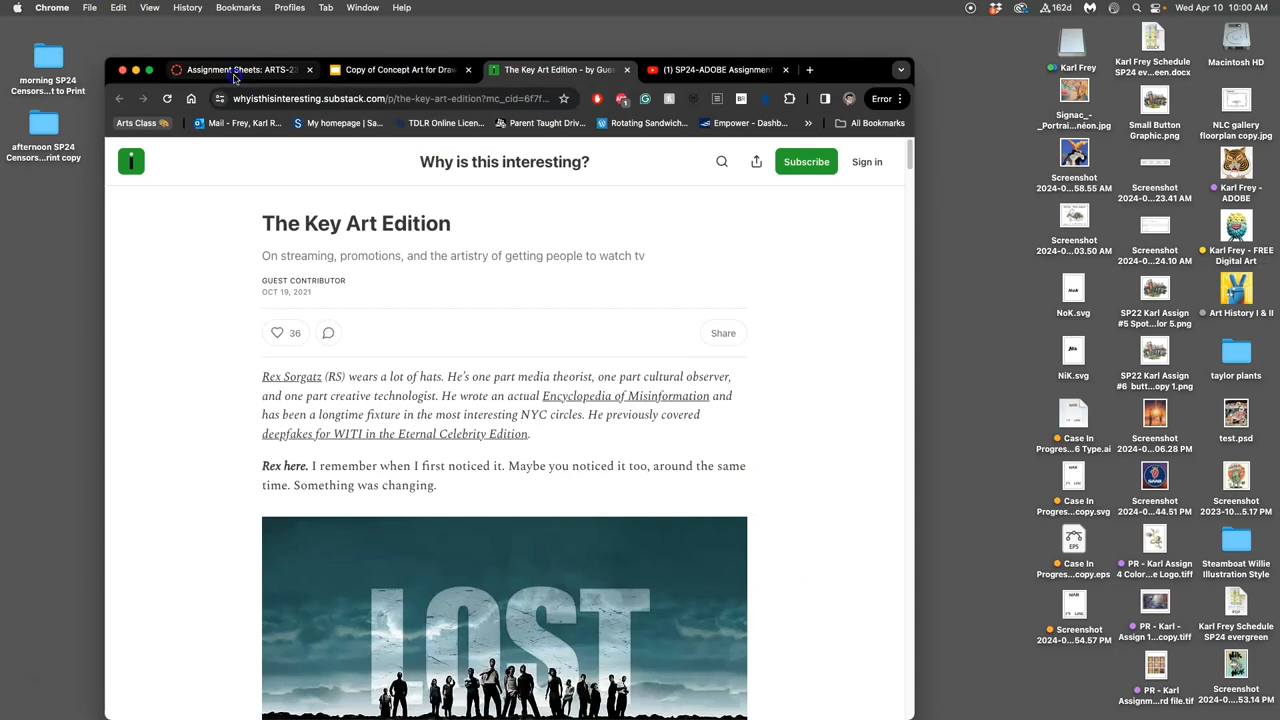 Chrome File Edit View History Bookmarks Profiles Tab Window Help
162d
Wed Apr 10 10:00 AM
morning SP24
Censors...t to Print
afternoon SP24
Censors...rint copy
Assignment Sheets: ARTS-23
Copy of Concept Art for Draw
The Key Art Edition - by Gues
(1) SP24-ADOBE Assignment
whyisthisinteresting.substack.com/p/the-key-art-edition?mc_cid=
Error
Arts Class
Mail - Frey, Karl R...
My homepage | Sa...
TDLR Online Licen...
Parent Taught Driv...
Rotating Sandwich...
Empower - Dashb...
»
All Bookmarks
Why is this interesting?
Subscribe
Sign in
The Key Art Edition
On streaming, promotions, and the artistry of getting people to watch tv
GUEST CONTRIBUTOR
OCT 19, 2021
36
Share
Rex Sorgatz (RS) wears a lot of hats. He's one part media theorist, one part cultural observer,
and one part creative technologist. He wrote an actual Encyclopedia of Misinformation and
has been a longtime fixture in the most interesting NYC circles. He previously covered
deepfakes for WITI in the Eternal Celebrity Edition.
Rex here. I remember when I first noticed it. Maybe you noticed it too, around the same
time. Something was changing.
LOST
Karl Frey
Karl Frey Schedule
SP24 ev...een.docx
Macintosh HD
Signac_-
_Portrai...néon.jpg
Small Button
Graphic.png
NLC gallery
floorplan copy.jpg
Screenshot
2024-0...58.55 AM
Screenshot
2024-0...23.41 AM
Karl Frey -
ADOBE
Screenshot
2024-0...03.50 AM
Screenshot
2024-0...24.10 AM
Karl Frey - FREE
Digital Art
NoK.svg
SP22 Karl Assign
#5 Spot...lor 5.png
Art History I & II
NiK.svg
SP22 Karl Assign
#6 butt...opy 1.png
taylor plants
Case In
Progres...6 Type.ai
Screenshot
2024-0...06.28 PM
test.psd
Case In
Progres...copy.svg
Screenshot
2024-0...44.51 PM
Screenshot
2023-10...5.17 PM
EPS
Case In
Progres...copy.eps
PR - Karl Assign
4 Color...e Logo.tiff
Steamboat Willie
Illustration Style
Screenshot
2024-0...54.57 PM
PR - Karl -
Assign 1...copy.tiff
Karl Frey Schedule
SP24 evergreen
PR - Karl
Assignm...rd file.tif
Screenshot
2024-0....53.14 PM